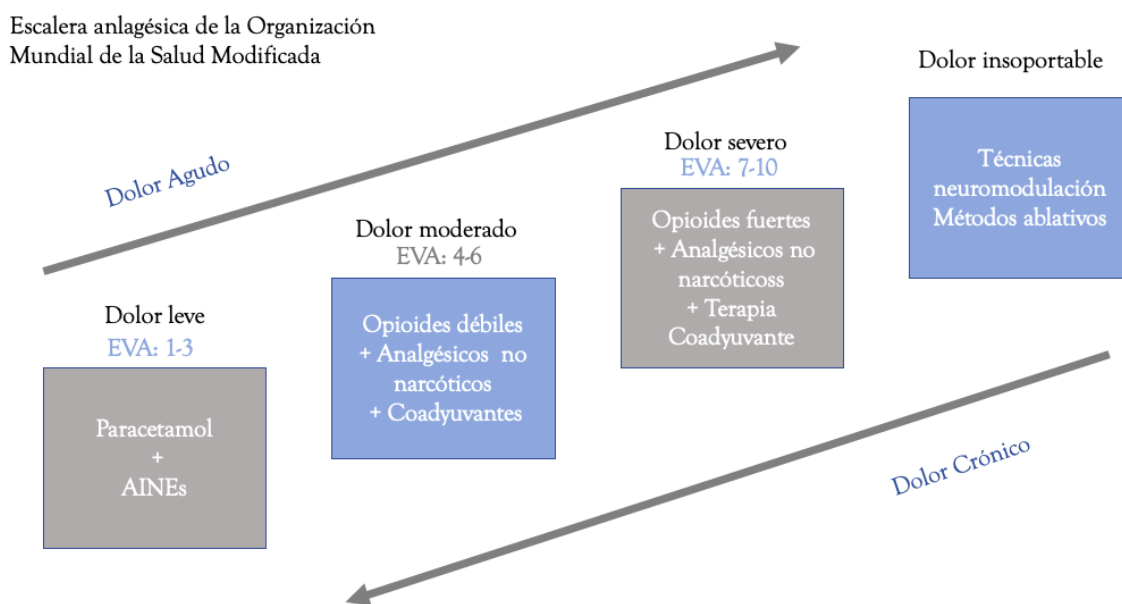 Escalera anlagésica de la Organización
Mundial de la Salud Modificada
Dolor Agudo
Dolor leve
EVA: 1-3
Paracetamol
+
AINEs
Dolor moderado
EVA: 4-6
Opioides débiles
+ Analgésicos no
narcóticos
+ Coadyuvantes
Dolor severo
EVA: 7-10
Opioides fuertes
+ Analgésicos no
narcóticoss
+ Terapia
Coadyuvante
Dolor insoportable
Técnicas
neuromodulación
Métodos ablativos
Dolor Crónico